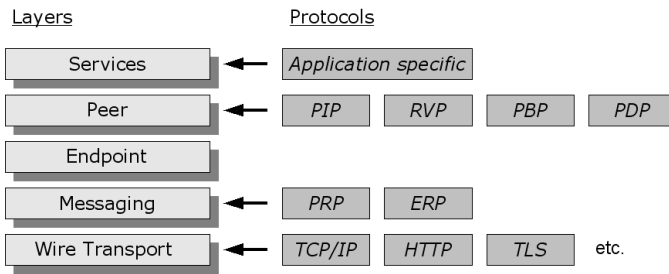 Layers Protocols
Services Application specific
Peer PIP RVP PBP PDP
Endpoint
Messaging PRP ERP
Wire Transport TCP/IP HTTP TLS etc.